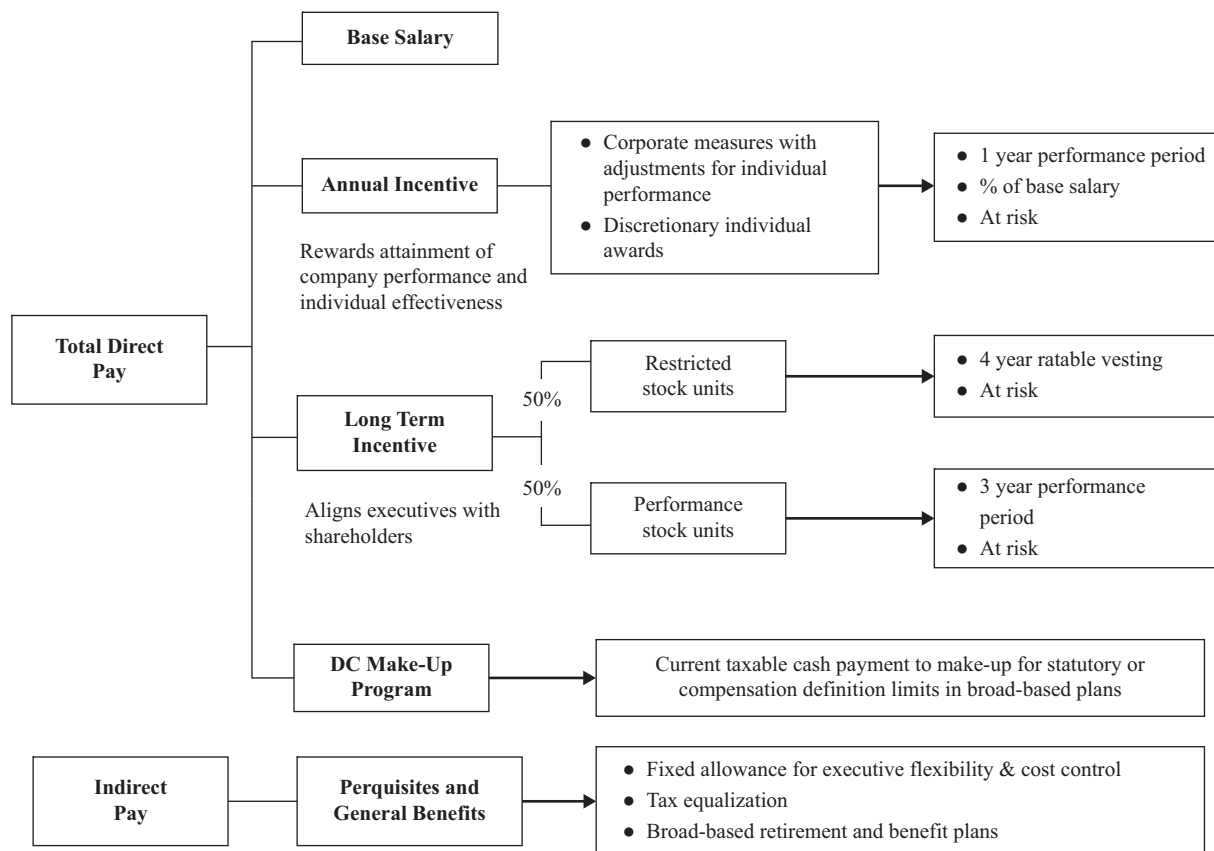 Base Salary
Annual Incentive
● Corporate measures with
adjustments for individual
performance
● Discretionary individual
awards
● 1 year performance period
● % of base salary
● At risk
Rewards attainment of
company performance and
individual effectiveness
Total Direct
Pay
Long Term
Incentive
50%
50%
Restricted
stock units
● 4 year ratable vesting
● At risk
Performance
stock units
● 3 year performance
period
● At risk
Aligns executives with
shareholders
DC Make-Up
Program
Current taxable cash payment to make-up for statutory or
compensation definition limits in broad-based plans
Indirect
Pay
Perquisites and
General Benefits
● Fixed allowance for executive flexibility & cost control
● Tax equalization
● Broad-based retirement and benefit plans